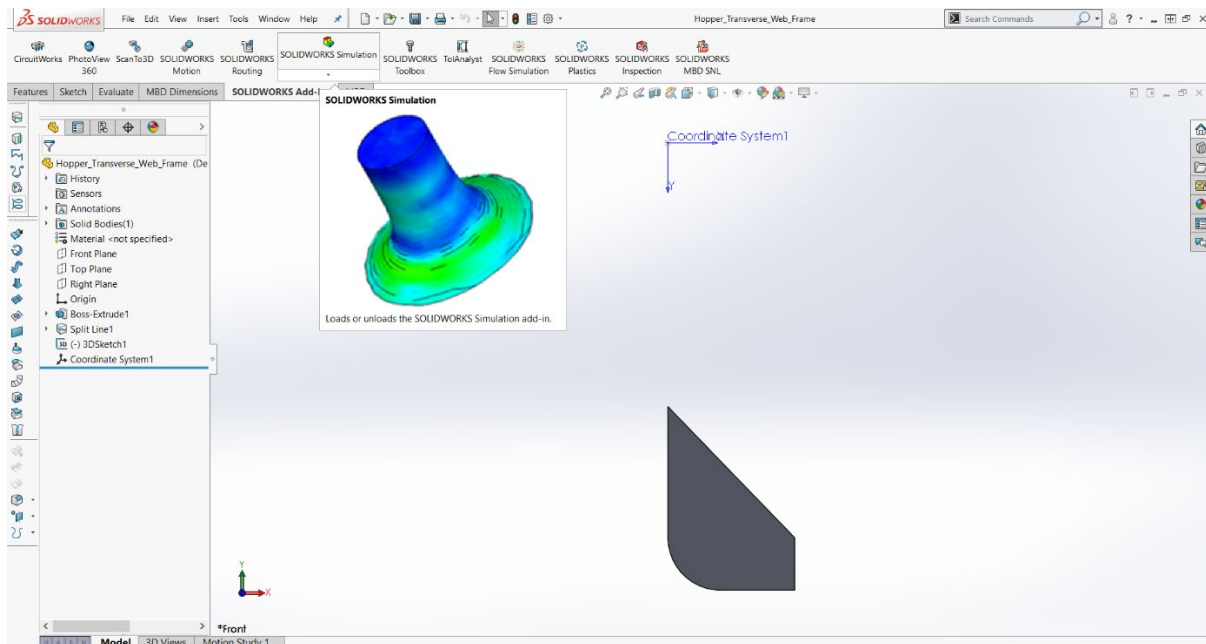 SOLIDWORKS File Edit View Insert Tools Window Help Hopper_Transverse_Web_Frame Search Commands ?
CircuitWorks PhotoView 360 ScanTo3D SOLIDWORKS Motion SOLIDWORKS Routing SOLIDWORKS Simulation SOLIDWORKS Toolbox TolAnalyst SOLIDWORKS Flow Simulation SOLIDWORKS Plastics SOLIDWORKS Inspection SOLIDWORKS MBD SNL
Features Sketch Evaluate MBD Dimensions SOLIDWORKS Add-I
SOLIDWORKS Simulation
Loads or unloads the SOLIDWORKS Simulation add-in.
Hopper_Transverse_Web_Frame (De
History
Sensors
Annotations
Solid Bodies(1)
Material <not specified>
Front Plane
Top Plane
Right Plane
Origin
Boss-Extrude1
Split Line1
3D (-) 3DSketch1
Coordinate System1
Coordinate System1
Y
Y
X
*Front
Model 3D Views Motion Study 1